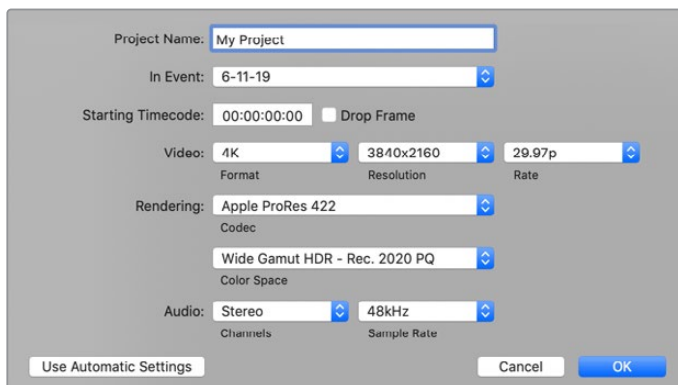 Project Name: My Project
In Event: 6-11-19
Starting Timecode: 00:00:00:00 Drop Frame
Video: 4K 3840x2160 29.97p
Format Resolution Rate
Rendering: Apple ProRes 422
Codec
Wide Gamut HDR - Rec. 2020 PQ
Color Space
Audio: Stereo 48kHz
Channels Sample Rate
Use Automatic Settings Cancel OK